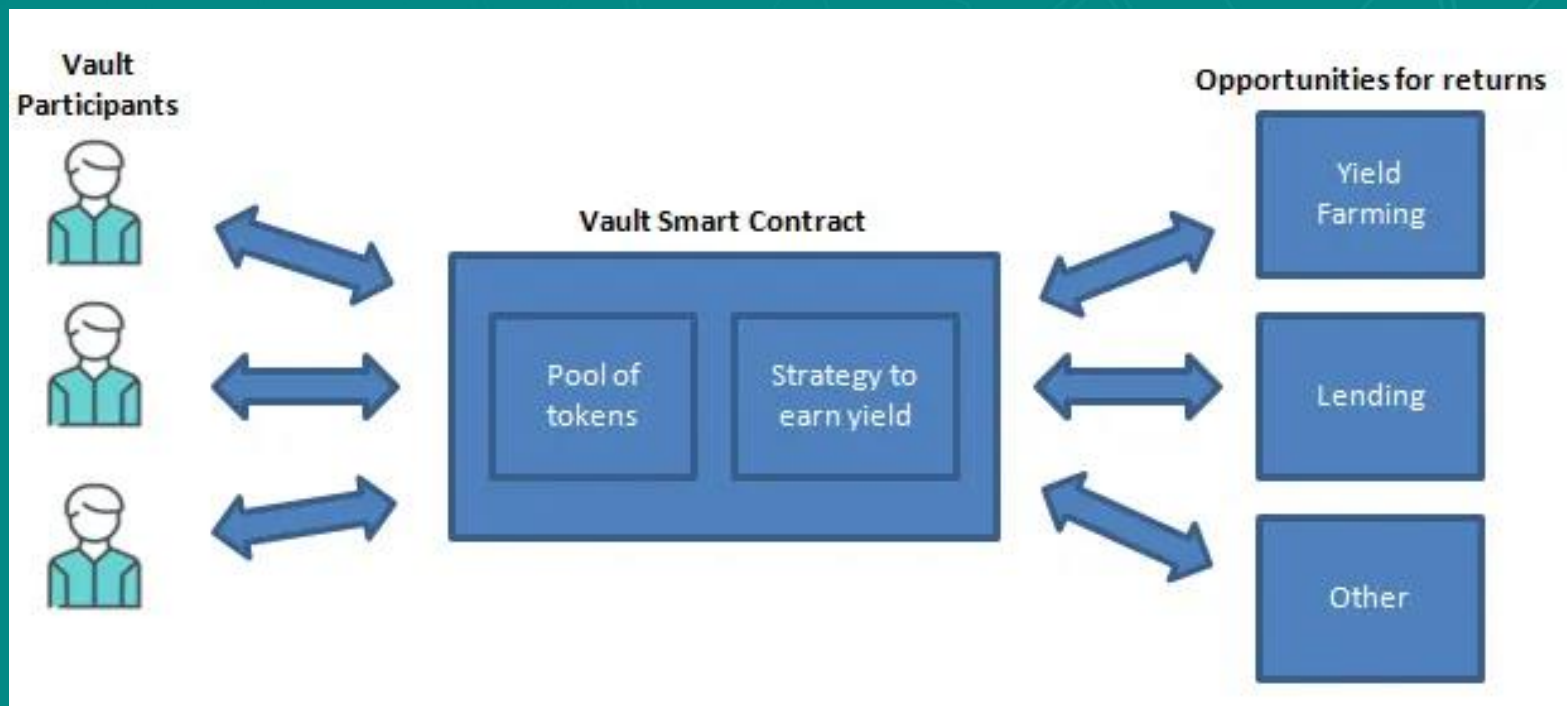 Vault
Participants
Vault Smart Contract
Pool of
tokens
Strategy to
earn yield
Opportunities for returns
Yield
Farming
Lending
Other